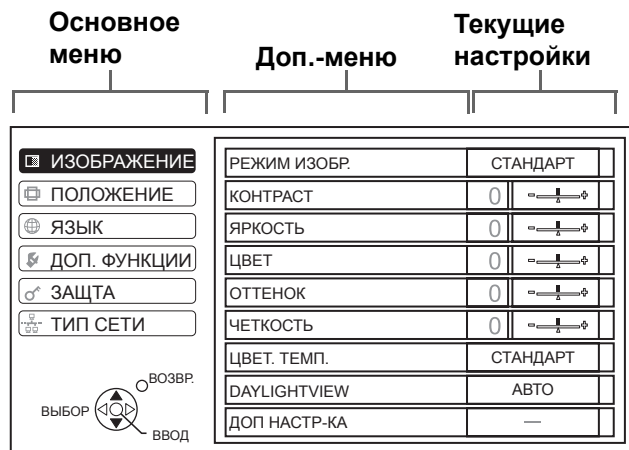 Основное меню
Доп.-меню
Текущие настройки
ИЗОБРАЖЕНИЕ
ПОЛОЖЕНИЕ
ЯЗЫК
ДОП. ФУНКЦИИ
ЗАЩТА
ТИП СЕТИ
ВОЗВР.
ВЫБОР
ВВОД
РЕЖИМ ИЗОБР. СТАНДАРТ
КОНТРАСТ 0
ЯРКОСТЬ 0
ЦВЕТ 0
ОТТЕНОК 0
ЧЕТКОСТЬ 0
ЦВЕТ. ТЕМП. СТАНДАРТ
DAYLIGHTVIEW АВТО
ДОП НАСТР-КА —